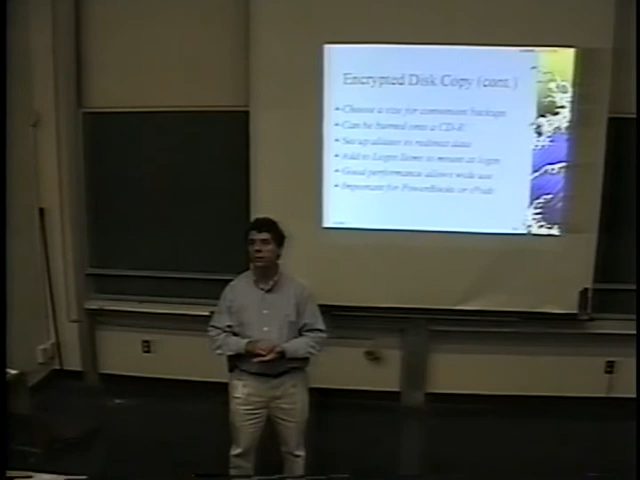 Encrypted Disk Copy (cont.)
Choose a size for convenient backups
Can be burned onto a CD-R
Set up aliases to redirect data
Add to Login Items to mount at login
Good performance allows wide use
Important for PowerBooks or iPods